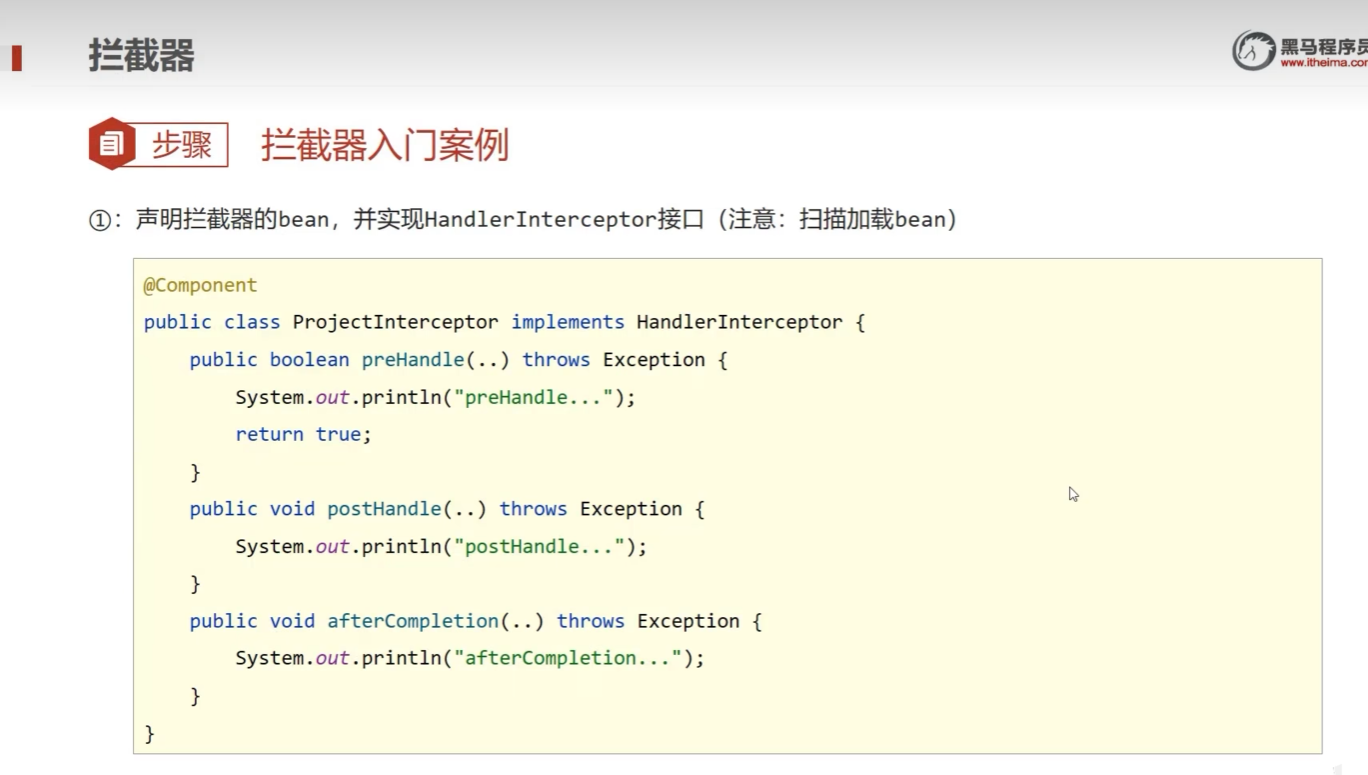 拦截器
黑马程序员
www.itheima.com
步骤 拦截器入门案例
①：声明拦截器的bean，并实现HandlerInterceptor接口（注意：扫描加载bean）
@Component
public class ProjectInterceptor implements HandlerInterceptor {
    public boolean preHandle(..) throws Exception {
        System.out.println("preHandle...");
        return true;
    }
    public void postHandle(..) throws Exception {
        System.out.println("postHandle...");
    }
    public void afterCompletion(..) throws Exception {
        System.out.println("afterCompletion...");
    }
}